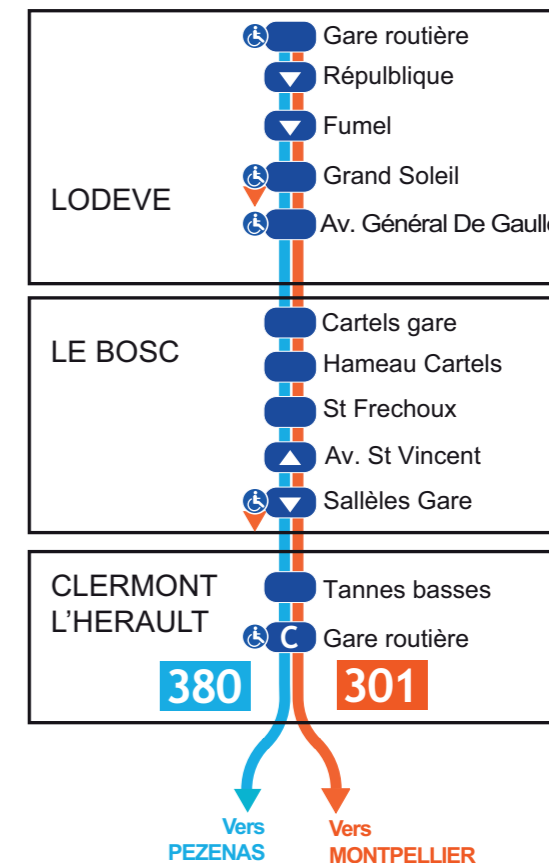 Gare routière
Répulblique
Fumel
Grand Soleil
LODEVE
Av. Général De Gaulle
Cartels gare
LE BOSC
Hameau Cartels
St Frechoux
Av. St Vincent
Sallèles Gare
CLERMONT
L'HERAULT
Tannes basses
C Gare routière
380 301
Vers
PEZENAS
Vers
MONTPELLIER